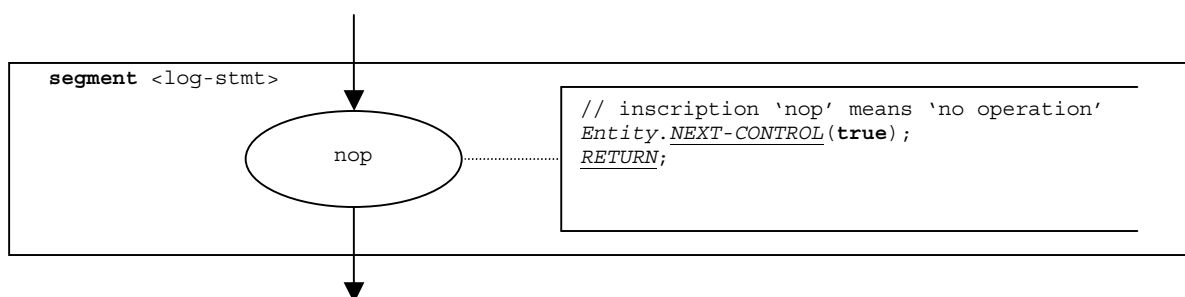 segment <log-stmt>
// inscription ‘nop’ means ‘no operation’
Entity.NEXT-CONTROL(true);
RETURN;
nop